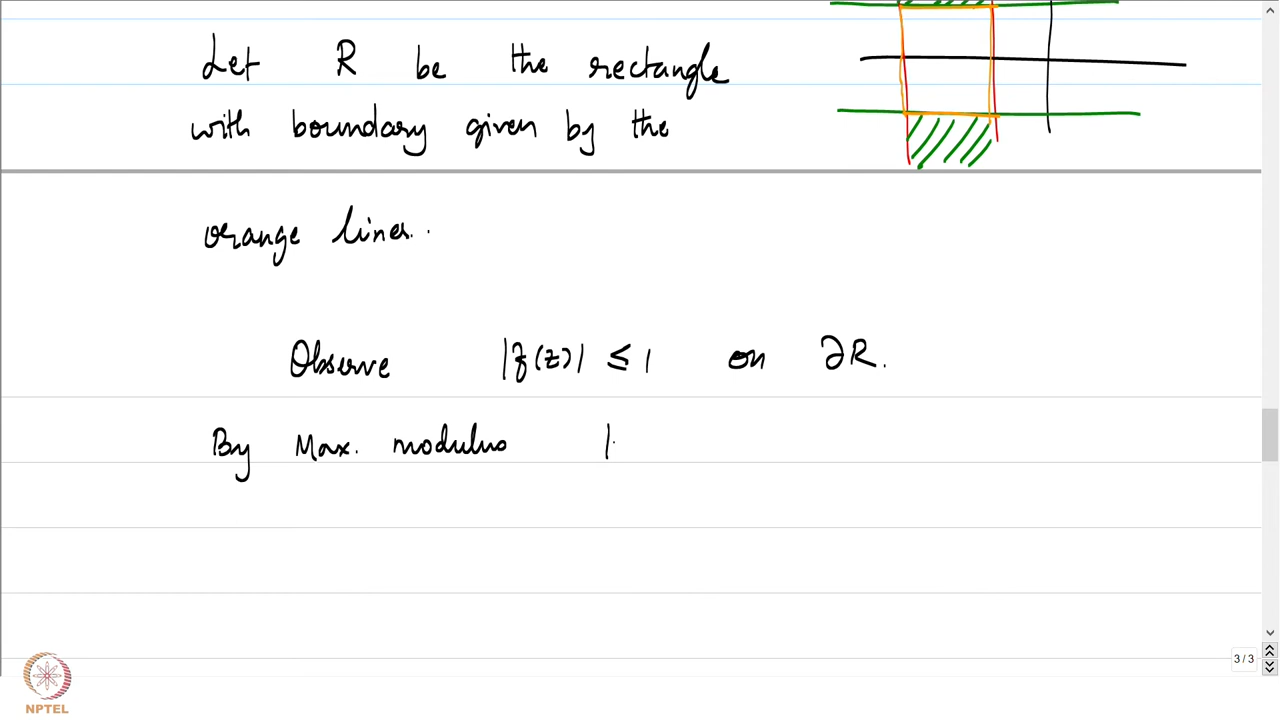 Let R be the rectangle
with boundary given by the
orange lines.
Observe |f(z)| ≤ 1 on ∂R.
By Max. modulus |
3 / 3
NPTEL